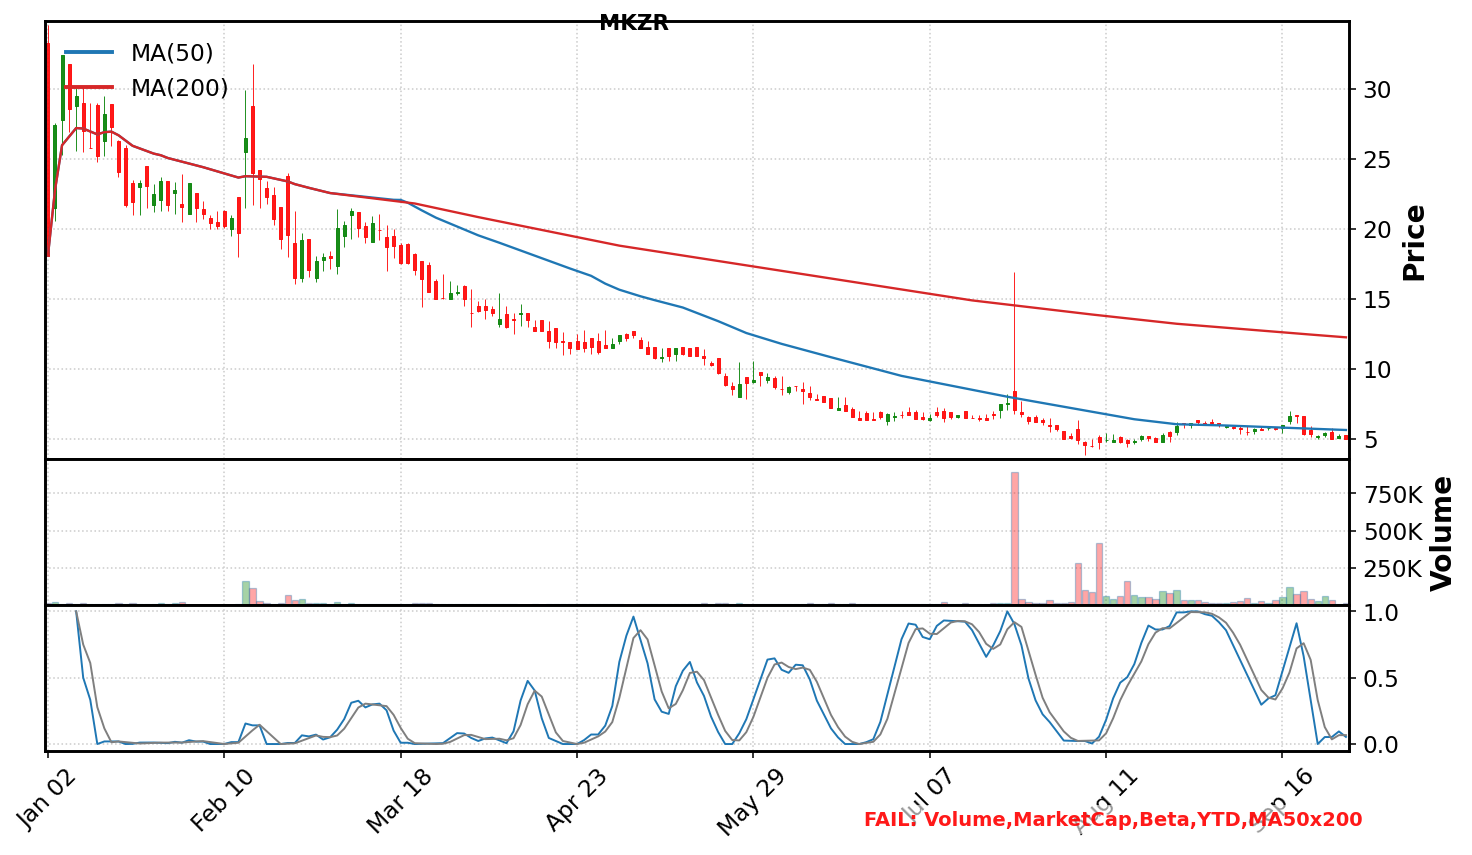 MKZR
MA(50)
MA(200)
30
25
20
15
10
5
Price
750K
500K
250K
Volume
1.0
0.5
0.0
Jan 02
Feb 10
Mar 18
Apr 23
May 29
Jul 07
Aug 11
Sep 16
FAIL: Volume,MarketCap,Beta,YTD,MA50x200